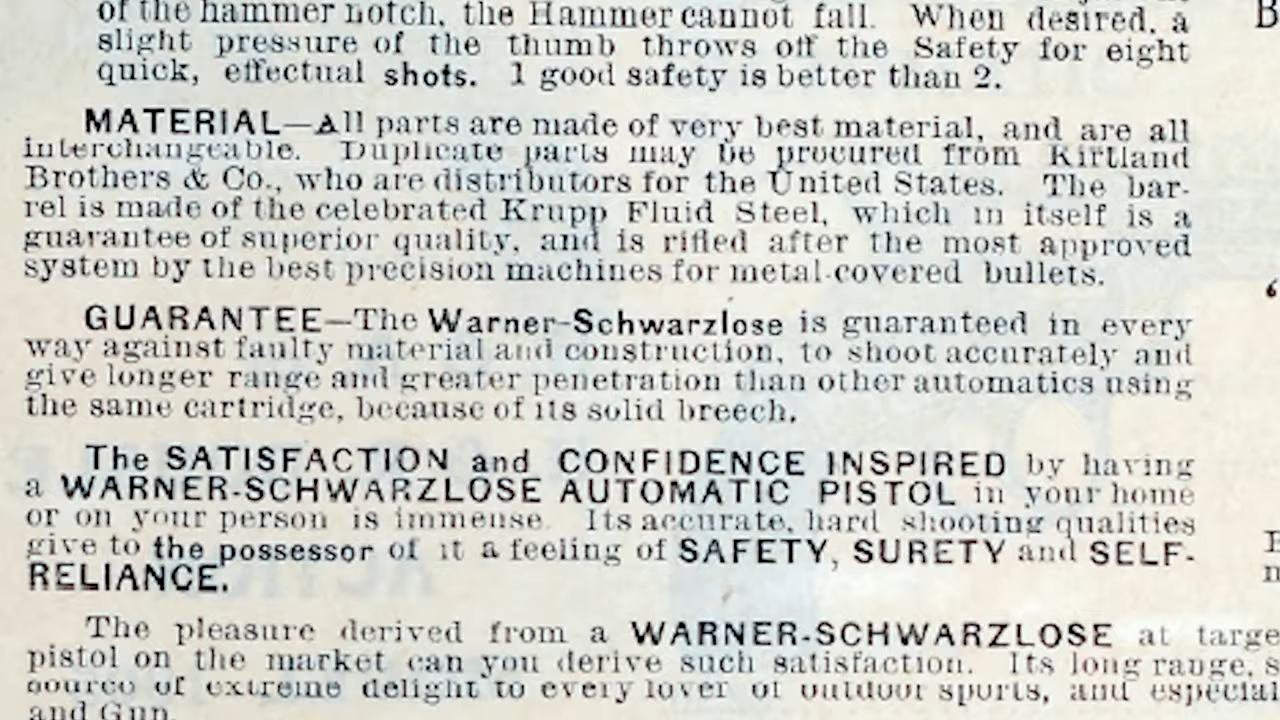 of the hammer notch, the Hammer cannot fall. When desired, a
slight pressure of the thumb throws off the Safety for eight
quick, effectual shots. 1 good safety is better than 2.
MATERIAL—All parts are made of very best material, and are all
interchangeable. Duplicate parts may be procured from Kirtland
Brothers & Co., who are distributors for the United States. The bar-
rel is made of the celebrated Krupp Fluid Steel, which in itself is a
guarantee of superior quality, and is rifled after the most approved
system by the best precision machines for metal-covered bullets.
GUARANTEE—The Warner-Schwarzlose is guaranteed in every
way against faulty material and construction, to shoot accurately and
give longer range and greater penetration than other automatics using
the same cartridge, because of its solid breech.
The SATISFACTION and CONFIDENCE INSPIRED by having
a WARNER-SCHWARZLOSE AUTOMATIC PISTOL in your home
or on your person is immense. Its accurate, hard shooting qualities
give to the possessor of it a feeling of SAFETY, SURETY and SELF-
RELIANCE.
The pleasure derived from a WARNER-SCHWARZLOSE at targe
pistol on the market can you derive such satisfaction. Its long range, s
source of extreme delight to every lover of outdoor sports, and especial
and Gun.